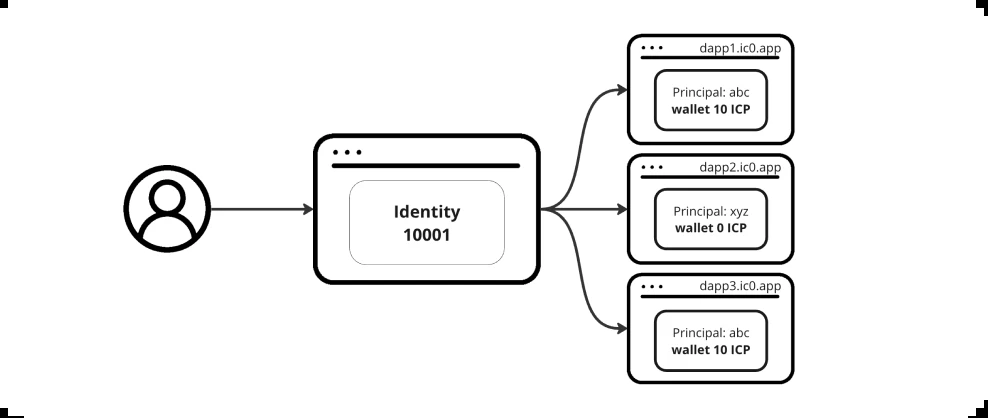 Identity
10001
dapp1.ic0.app
Principal: abc
wallet 10 ICP
dapp2.ic0.app
Principal: xyz
wallet 0 ICP
dapp3.ic0.app
Principal: abc
wallet 10 ICP